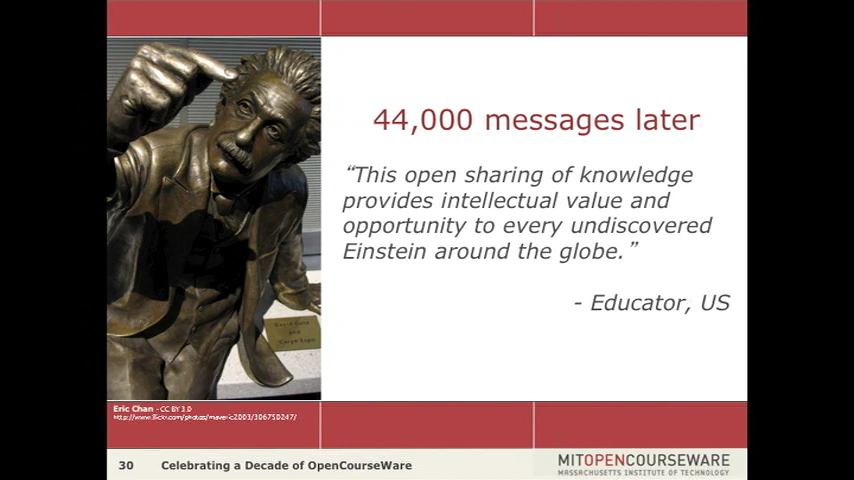 44,000 messages later
“This open sharing of knowledge
provides intellectual value and
opportunity to every undiscovered
Einstein around the globe.”
- Educator, US
Eric Chan - CC BY 3.0
30 Celebrating a Decade of OpenCourseWare
MITOPENCOURSEWARE
MASSACHUSETTS INSTITUTE OF TECHNOLOGY